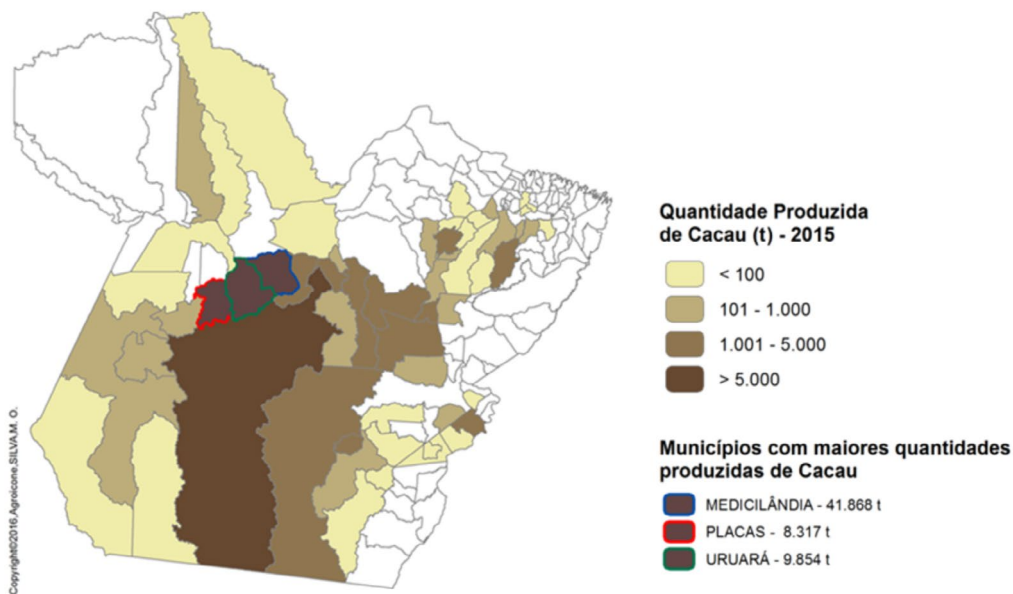 Quantidade Produzida
de Cacau (t) - 2015
< 100
101 - 1.000
1.001 - 5.000
> 5.000
Municípios com maiores quantidades
produzidas de Cacau
MEDICILÂNDIA - 41.868 t
PLACAS - 8.317 t
URUARÁ - 9.854 t
Copyright©2016,Agroicone,SILVA,M. O.